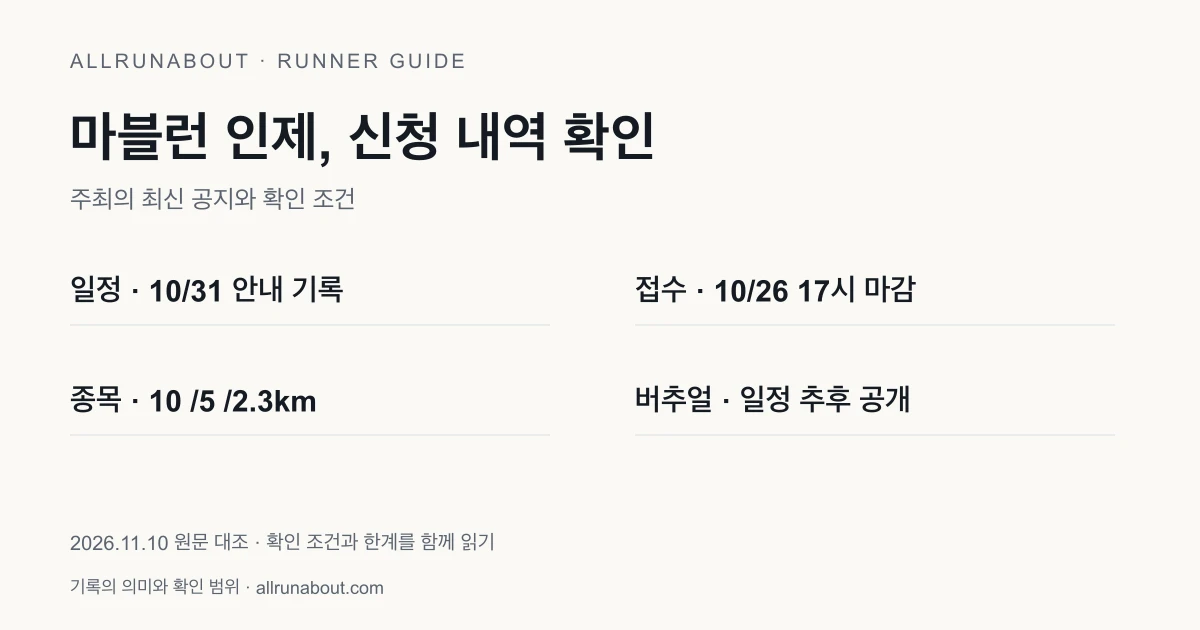 ALLRUNABOUT · RUNNER GUIDE
마블런 인제, 신청 내역 확인
주최의 최신 공지와 확인 조건
일정 · 10/31 안내 기록
접수 · 10/26 17시 마감
종목 · 10 /5 /2.3km
버추얼 · 일정 추후 공개
2026.11.10 원문 대조 · 확인 조건과 한계를 함께 읽기
기록의 의미와 확인 범위 · allrunabout.com